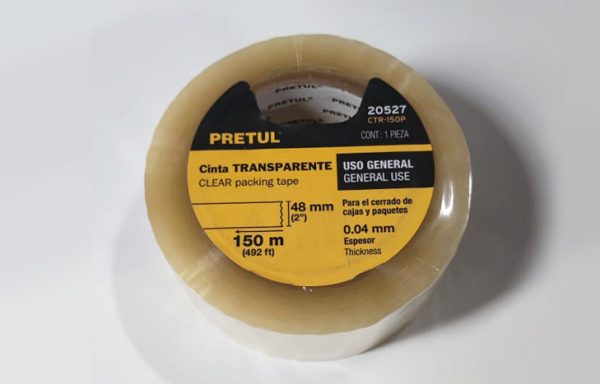 PRETUL®
PRETUL®
20527
CTR-150P
CONT.: 1 PIEZA
Cinta TRANSPARENTE
CLEAR packing tape
USO GENERAL
GENERAL USE
48 mm
(2")
150 m
(492 ft)
Para el cerrado de
cajas y paquetes
0.04 mm
Espesor
Thickness